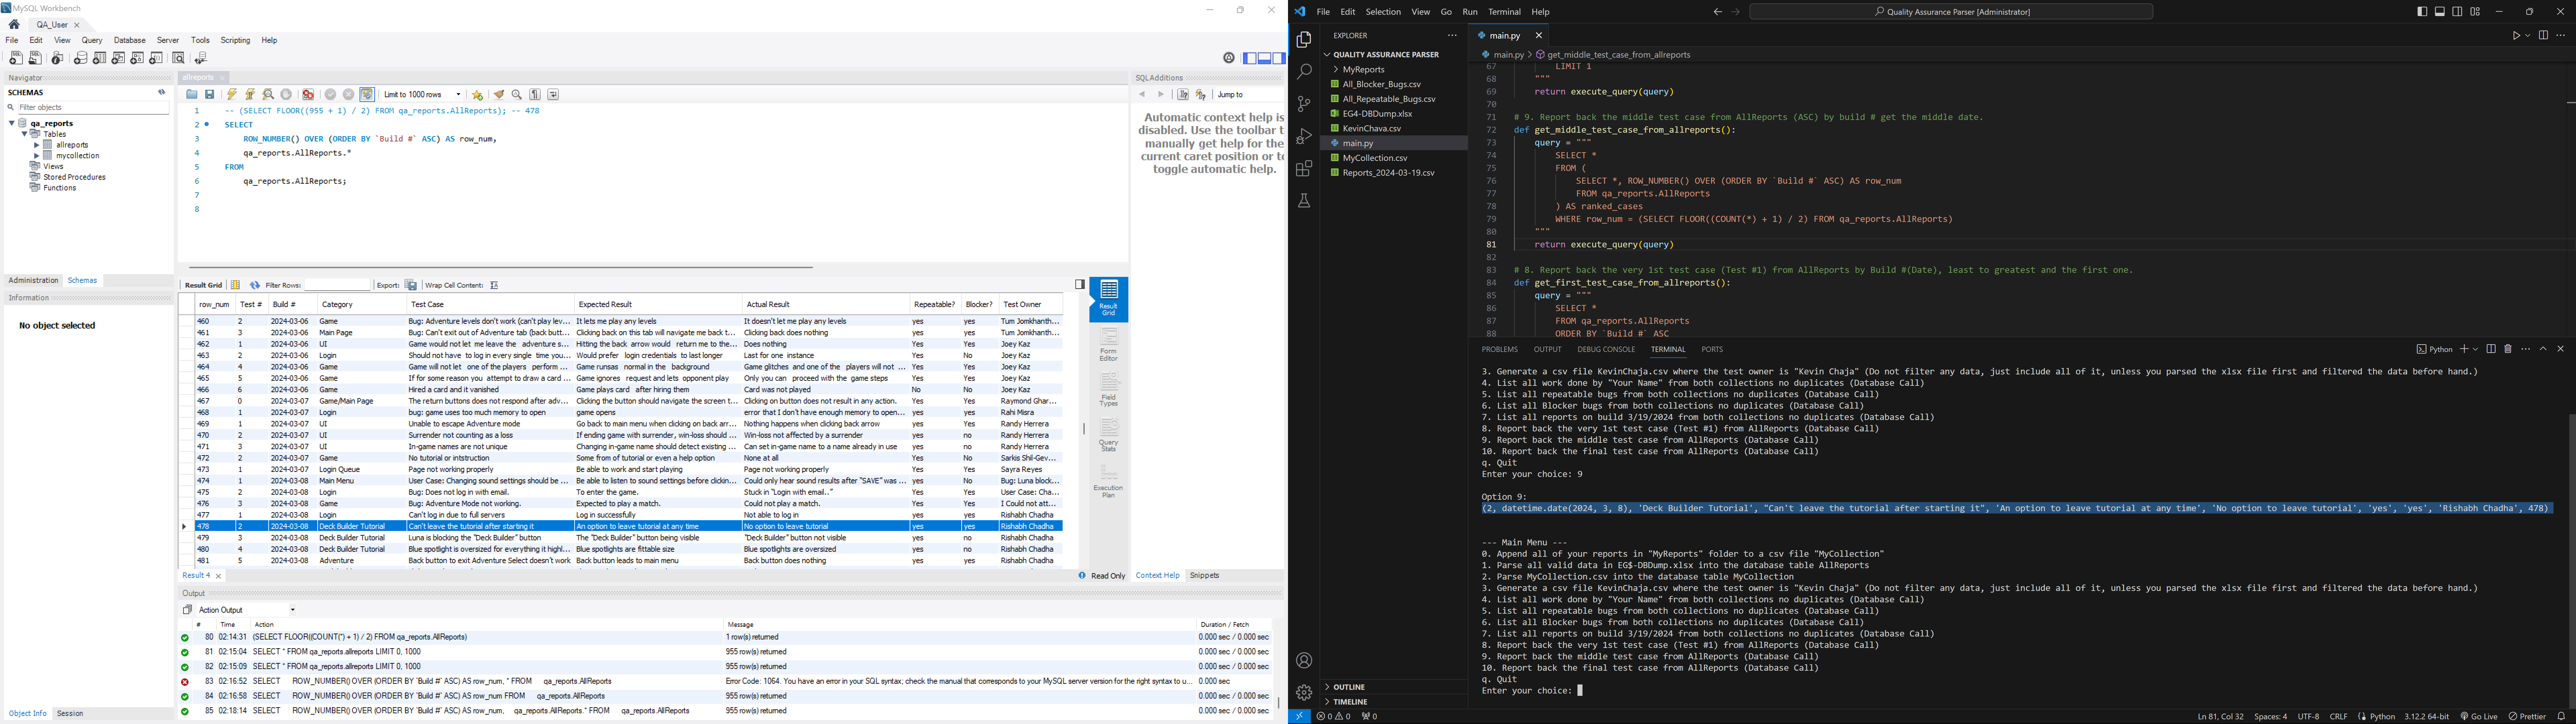 MySQL Workbench
QA_User
File Edit View Query Database Server Tools Scripting Help
Navigator
SCHEMAS
Filter objects
qa_reports
Tables
allreports
mycollection
Views
Stored Procedures
Functions
Administration Schemas
Information
No object selected
Object Info Session
allreports
Limit to 1000 rows
1 -- (SELECT FLOOR((955 + 1) / 2) FROM qa_reports.AllReports); -- 478
2 SELECT
3 ROW_NUMBER() OVER (ORDER BY `Build #` ASC) AS row_num,
4 qa_reports.AllReports.*
5 FROM
6 qa_reports.AllReports;
7
8
Result Grid Filter Rows: Export: Wrap Cell Content:
row_num Test # Build # Category Test Case Expected Result Actual Result Repeatable? Blocker? Test Owner
460 2 2024-03-06 Game Bug: Adventure levels don't work (can't play lev... It lets me play any levels It doesn't let me play any levels yes yes Tum Jomkhanth...
461 3 2024-03-06 Main Page Bug: Can't exit out of Adventure tab (back butt... Clicking back on this tab will navigate me back t... Clicking back does nothing yes yes Tum Jomkhanth...
462 1 2024-03-06 UI Game would not let me leave the adventure s... Hitting the back arrow would return me to the... Does nothing Yes Yes Joey Kaz
463 2 2024-03-06 Login Should not have to log in every single time you... Would prefer login credentials to last longer Last for one instance Yes No Joey Kaz
464 4 2024-03-06 Game Game will not let one of the players perform ... Game runsas normal in the background Game glitches and one of the players will not ... Yes Yes Joey Kaz
465 5 2024-03-06 Game If for some reason you attempt to draw a card ... Game ignores request and lets opponent play Only you can proceed with the game steps Yes Yes Joey Kaz
466 6 2024-03-06 Game Hired a card and it vanished Game plays card after hiring them Card was not played No No Joey Kaz
467 0 2024-03-07 Game/Main Page The return buttons does not respond after adv... Clicking the button should navigate the screen t... Clicking on button does not result in any action. Yes Yes Raymond Ghar...
468 1 2024-03-07 Login bug: game uses too much memory to open game opens error that I don't have enough memory to open... Yes Yes Rahi Misra
469 1 2024-03-07 UI Unable to escape Adventure mode Go back to main menu when clicking on back arr... Nothing happens when clicking back arrow Yes Yes Randy Herrera
470 2 2024-03-07 UI Surrender not counting as a loss If ending game with surrender, win-loss should ... Win-loss not affected by a surrender yes no Randy Herrera
471 3 2024-03-07 UI In-game names are not unique Changing in-game name should detect existing ... Can set in-game name to a name already in use yes no Randy Herrera
472 2 2024-03-07 Game No tutorial or intstruction Some from of tutorial or even a help option None at all Yes No Sarkis Shil-Gev...
473 1 2024-03-07 Login Queue Page not working properly Be able to work and start playing Page not working properly Yes Yes Sayra Reyes
474 1 2024-03-08 Main Menu User Case: Changing sound settings should be ... Be able to listen to sound settings before clickin... Could only hear sound results after "SAVE" was ... Yes No Bug: Luna block...
475 2 2024-03-08 Login Bug: Does not log in with email. To enter the game. Stuck in "Login with email.." Yes Yes User Case: Cha...
476 3 2024-03-08 Game Bug: Adventure Mode not working. Expected to play a match. Could not play a match. Yes Yes I Could not att...
477 1 2024-03-08 Login Can't log in due to full servers Log in successfully Not able to log in yes yes Rishabh Chadha
478 2 2024-03-08 Deck Builder Tutorial Can't leave the tutorial after starting it An option to leave tutorial at any time No option to leave tutorial yes yes Rishabh Chadha
479 3 2024-03-08 Deck Builder Tutorial Luna is blocking the "Deck Builder" button The "Deck Builder" button being visible "Deck Builder" button not visible yes no Rishabh Chadha
480 4 2024-03-08 Deck Builder Tutorial Blue spotlight is oversized for everything it highl... Blue spotlights are fittable size Blue spotlights are oversized yes no Rishabh Chadha
481 5 2024-03-08 Adventure Back button to exit Adventure Select doesn't work Back button leads to main menu Back button does nothing yes yes Rishabh Chadha
Result 4 Read Only
Result Grid
Form Editor
Field Types
Query Stats
Execution Plan
Output
Action Output
# Time Action Message Duration / Fetch
80 02:14:31 (SELECT FLOOR((COUNT(*) + 1) / 2) FROM qa_reports.AllReports) 1 row(s) returned 0.000 sec / 0.000 sec
81 02:15:04 SELECT * FROM qa_reports.allreports LIMIT 0, 1000 955 row(s) returned 0.000 sec / 0.000 sec
82 02:15:09 SELECT * FROM qa_reports.allreports LIMIT 0, 1000 955 row(s) returned 0.000 sec / 0.000 sec
83 02:16:52 SELECT ROW_NUMBER() OVER (ORDER BY `Build #` ASC) AS row_num, * FROM qa_reports.AllReports Error Code: 1064. You have an error in your SQL syntax; check the manual that corresponds to your MySQL server version for the right syntax to u... 0.000 sec
84 02:16:58 SELECT ROW_NUMBER() OVER (ORDER BY `Build #` ASC) AS row_num FROM qa_reports.AllReports 955 row(s) returned 0.000 sec / 0.000 sec
85 02:18:14 SELECT ROW_NUMBER() OVER (ORDER BY `Build #` ASC) AS row_num, qa_reports.AllReports.* FROM qa_reports.AllReports 955 row(s) returned 0.000 sec / 0.000 sec
SQLAdditions
Jump to
Automatic context help is
disabled. Use the toolbar t
manually get help for the
current caret position or t
toggle automatic help.
Context Help Snippets
File Edit Selection View Go Run Terminal Help
Quality Assurance Parser [Administrator]
EXPLORER
QUALITY ASSURANCE PARSER
MyReports
All_Blocker_Bugs.csv
All_Repeatable_Bugs.csv
EG4-DBDump.xlsx
KevinChava.csv
main.py
MyCollection.csv
Reports_2024-03-19.csv
OUTLINE
TIMELINE
main.py
main.py > get_middle_test_case_from_allreports
67 LIMIT 1
68 """
69 return execute_query(query)
70
71 # 9. Report back the middle test case from AllReports (ASC) by build # get the middle date.
72 def get_middle_test_case_from_allreports():
73 query = """
74 SELECT *
75 FROM (
76 SELECT *, ROW_NUMBER() OVER (ORDER BY `Build #` ASC) AS row_num
77 FROM qa_reports.AllReports
78 ) AS ranked_cases
79 WHERE row_num = (SELECT FLOOR((COUNT(*) + 1) / 2) FROM qa_reports.AllReports)
80 """
81 return execute_query(query)
82
83 # 8. Report back the very 1st test case (Test #1) from AllReports by Build #(Date), least to greatest and the first one.
84 def get_first_test_case_from_allreports():
85 query = """
86 SELECT *
87 FROM qa_reports.AllReports
88 ORDER BY `Build #` ASC
PROBLEMS OUTPUT DEBUG CONSOLE TERMINAL PORTS
Python
3. Generate a csv file KevinChaja.csv where the test owner is "Kevin Chaja" (Do not filter any data, just include all of it, unless you parsed the xlsx file first and filtered the data before hand.)
4. List all work done by "Your Name" from both collections no duplicates (Database Call)
5. List all repeatable bugs from both collections no duplicates (Database Call)
6. List all Blocker bugs from both collections no duplicates (Database Call)
7. List all reports on build 3/19/2024 from both collections no duplicates (Database Call)
8. Report back the very 1st test case (Test #1) from AllReports (Database Call)
9. Report back the middle test case from AllReports (Database Call)
10. Report back the final test case from AllReports (Database Call)
q. Quit
Enter your choice: 9
Option 9:
(2, datetime.date(2024, 3, 8), 'Deck Builder Tutorial', "Can't leave the tutorial after starting it", 'An option to leave tutorial at any time', 'No option to leave tutorial', 'yes', 'yes', 'Rishabh Chadha', 478)
--- Main Menu ---
0. Append all of your reports in "MyReports" folder to a csv file "MyCollection"
1. Parse all valid data in EG$-DBDump.xlsx into the database table AllReports
2. Parse MyCollection.csv into the database table MyCollection
3. Generate a csv file KevinChaja.csv where the test owner is "Kevin Chaja" (Do not filter any data, just include all of it, unless you parsed the xlsx file first and filtered the data before hand.)
4. List all work done by "Your Name" from both collections no duplicates (Database Call)
5. List all repeatable bugs from both collections no duplicates (Database Call)
6. List all Blocker bugs from both collections no duplicates (Database Call)
7. List all reports on build 3/19/2024 from both collections no duplicates (Database Call)
8. Report back the very 1st test case (Test #1) from AllReports (Database Call)
9. Report back the middle test case from AllReports (Database Call)
10. Report back the final test case from AllReports (Database Call)
q. Quit
Enter your choice:
0 0 0 Ln 81, Col 32 Spaces: 4 UTF-8 CRLF Python 3.12.2 64-bit Go Live Prettier